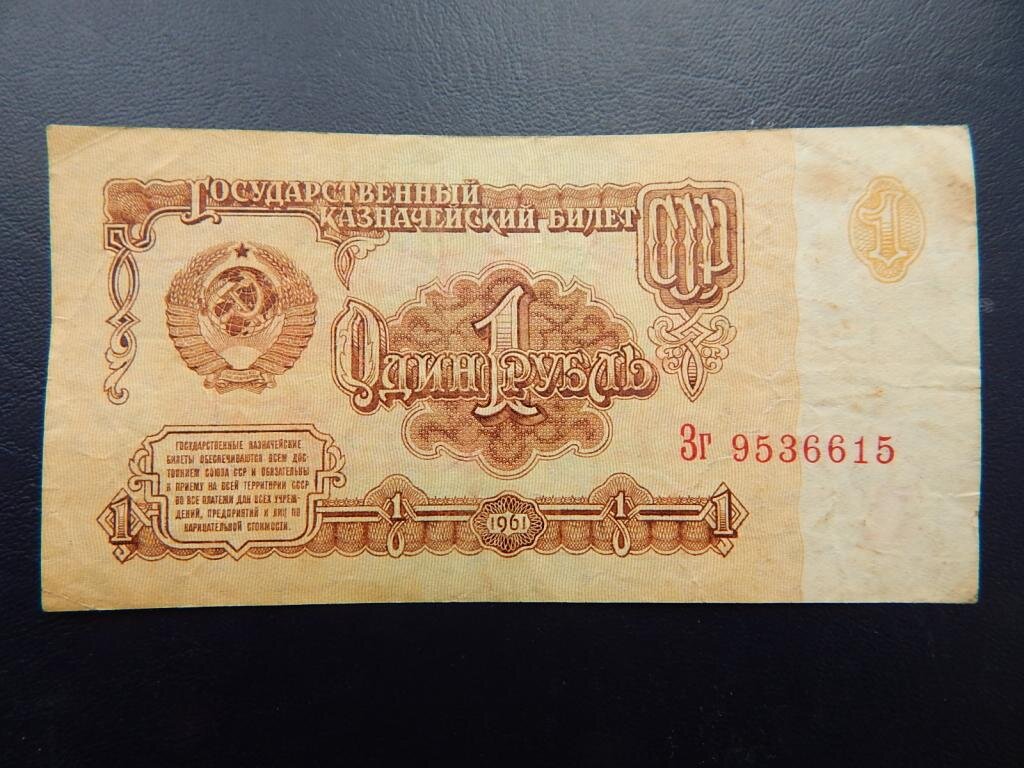 ГОСУДАРСТВЕННЫЙ
КАЗНАЧЕЙСКИЙ БИЛЕТ
1
1
ОДИН РУБЛЬ
Зг 9536615
ГОСУДАРСТВЕННЫЕ КАЗНАЧЕЙСКИЕ
БИЛЕТЫ ОБЕСПЕЧИВАЮТСЯ ВСЕМ ДОС-
ТОЯНИЕМ СОЮЗА ССР И ОБЯЗАТЕЛЬНЫ
К ПРИЕМУ НА ВСЕЙ ТЕРРИТОРИИ СССР
ВО ВСЕ ПЛАТЕЖИ ДЛЯ ВСЕХ УЧРЕЖ-
ДЕНИЙ, ПРЕДПРИЯТИЙ И ЛИЦ ПО
НАРИЦАТЕЛЬНОЙ СТОИМОСТИ.
1 1 1961 1 1